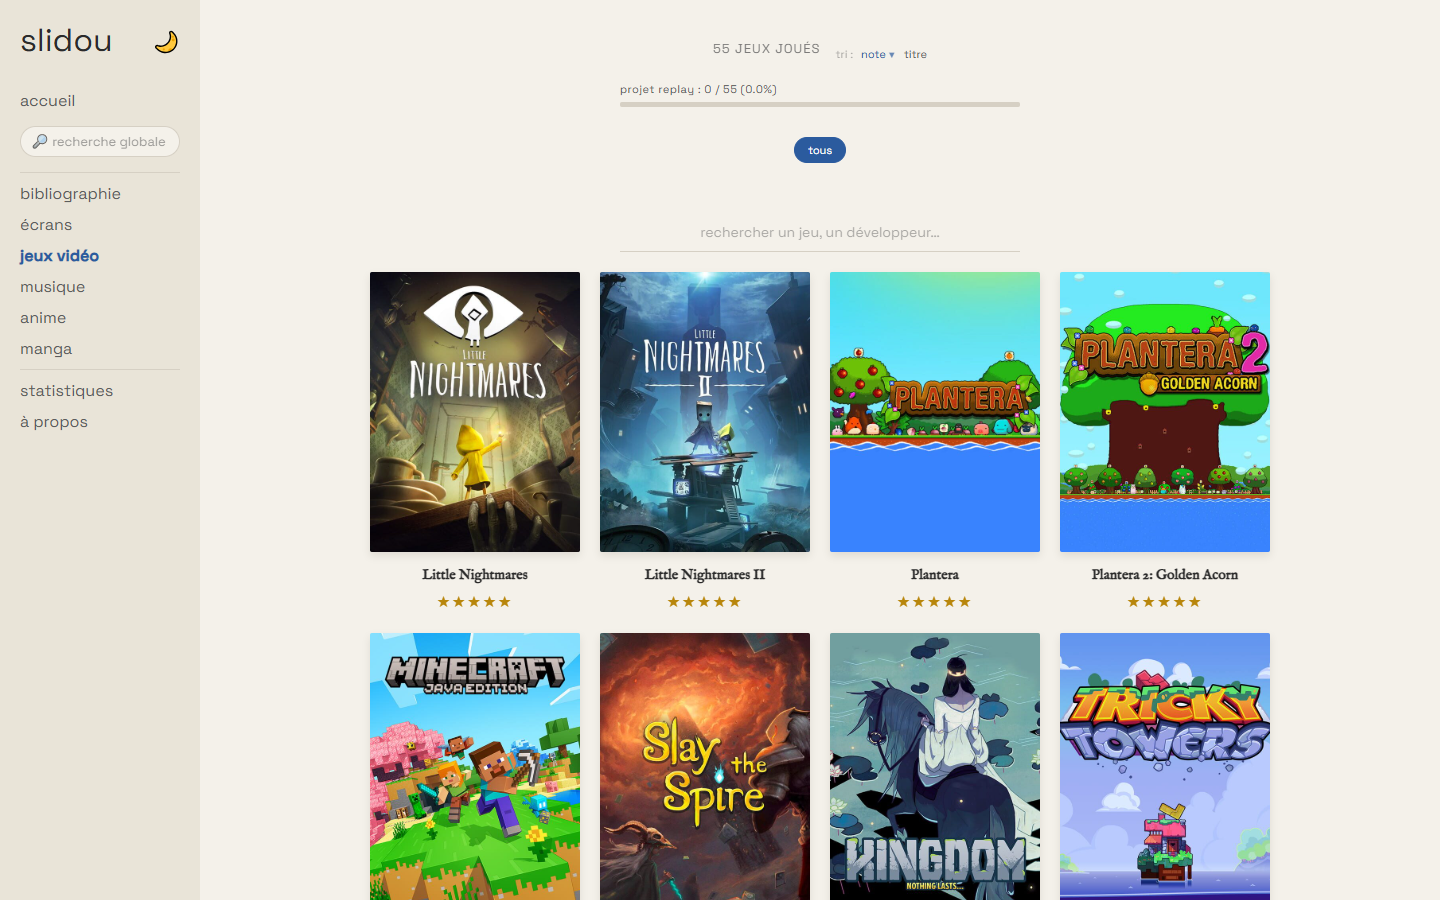 slidou
accueil
recherche globale
bibliographie
écrans
jeux vidéo
musique
anime
manga
statistiques
à propos
55 JEUX JOUÉS tri : note ▾ titre
projet replay : 0 / 55 (0.0%)
tous
rechercher un jeu, un développeur...
LITTLE
NIGHTMARES
LITTLE
NIGHTMARES
II
PLANTERA
PLANTERA 2
GOLDEN ACORN
Little Nightmares
★★★★★
Little Nightmares II
★★★★★
Plantera
★★★★★
Plantera 2: Golden Acorn
★★★★★
MINECRAFT
JAVA EDITION
Slay
the
Spire
KINGDOM
NOTHING LASTS...
TRICKY
TOWERS